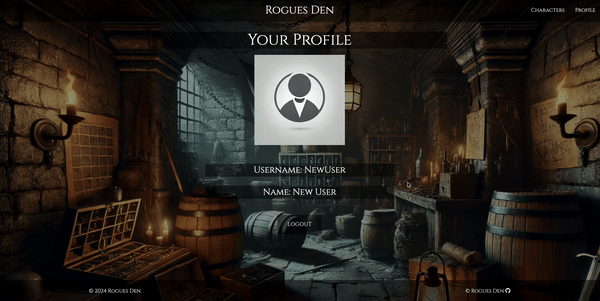 Rogues Den
Characters
Profile
Your Profile
Username: NewUser
Name: New User
logout
© 2024 Rogues Den
© Rogues Den